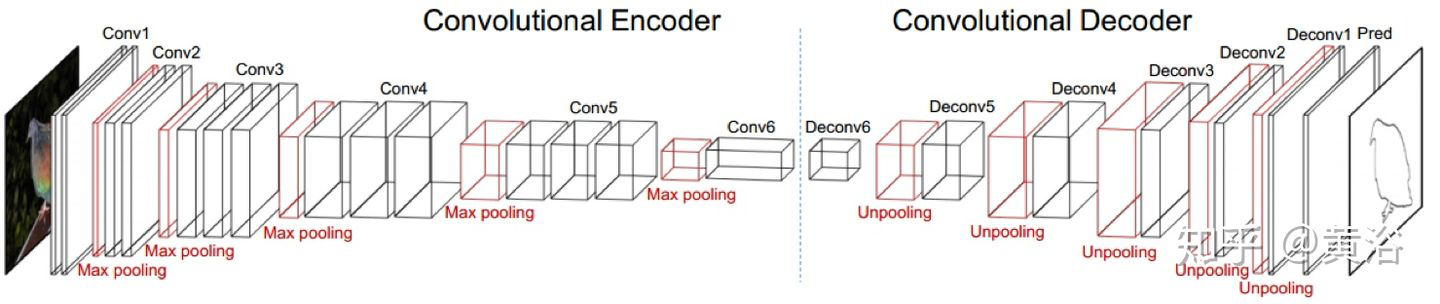 Convolutional Encoder
Convolutional Decoder
Conv1
Conv2
Conv3
Conv4
Conv5
Conv6
Deconv6
Deconv5
Deconv4
Deconv3
Deconv2
Deconv1
Pred
Max pooling
Max pooling
Max pooling
Max pooling
Max pooling
Unpooling
Unpooling
Unpooling
Unpooling
Unpooling
知乎 @黄浴